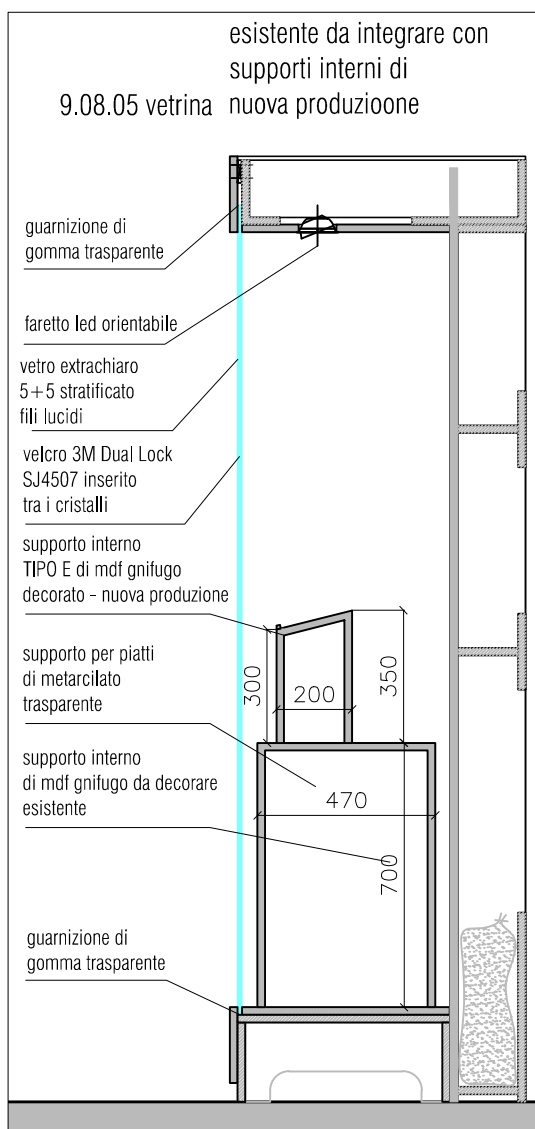 esistente da integrare con
supporti interni di
9.08.05 vetrina nuova produzioone
guarnizione di
gomma trasparente
faretto led orientabile
vetro extrachiaro
5+5 stratificato
fili lucidi
velcro 3M Dual Lock
SJ4507 inserito
tra i cristalli
supporto interno
TIPO E di mdf gnifugo
decorato - nuova produzione
supporto per piatti
di metarcilato
trasparente
supporto interno
di mdf gnifugo da decorare
esistente
guarnizione di
gomma trasparente
300
200
350
470
700